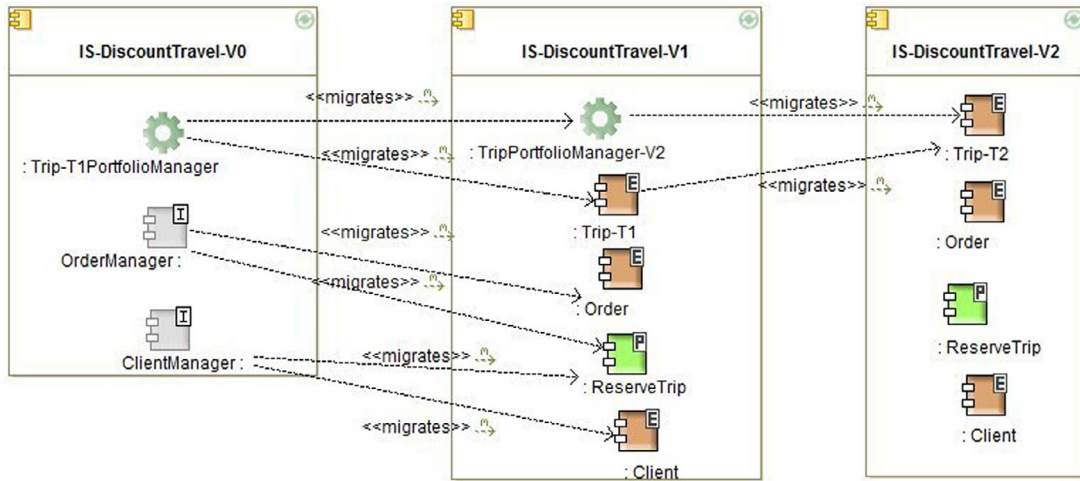 IS-DiscountTravel-V0
IS-DiscountTravel-V1
IS-DiscountTravel-V2
<<migrates>> M
<<migrates>> M
: Trip-T1PortfolioManager
<<migrates>> M
: TripPortfolioManager-V2
E
: Trip-T2
E
<<migrates>> M
I
OrderManager :
<<migrates>> M
: Trip-T1
E
: Order
E
<<migrates>> M
: Order
I
ClientManager :
<<migrates>> M
P
: ReserveTrip
P
: ReserveTrip
<<migrates>> M
E
: Client
E
: Client